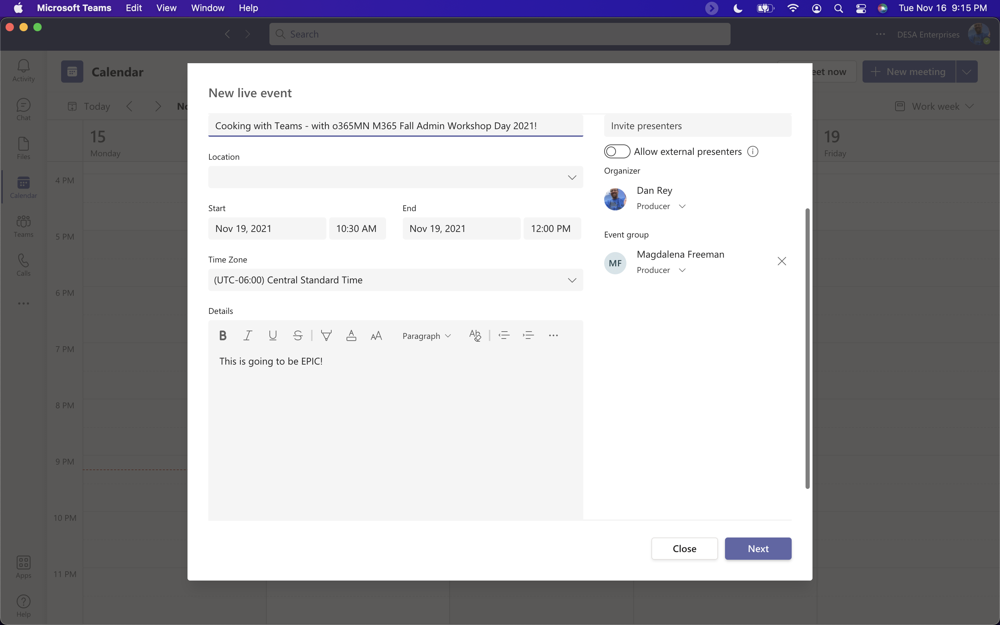 Microsoft Teams Edit View Window Help Tue Nov 16 9:15 PM
Search
DESA Enterprises
Activity
Chat
Files
Calendar
Teams
Calls
Apps
Help
Calendar
eet now
New meeting
Today
No
Work week
15
Monday
19
Friday
4 PM
5 PM
6 PM
7 PM
8 PM
9 PM
10 PM
11 PM
New live event
Cooking with Teams - with o365MN M365 Fall Admin Workshop Day 2021!
Location
Start
End
Nov 19, 2021 10:30 AM Nov 19, 2021 12:00 PM
Time Zone
(UTC-06:00) Central Standard Time
Details
B I U S A AA Paragraph Ab
This is going to be EPIC!
Invite presenters
Allow external presenters
Organizer
Dan Rey
Producer
Event group
MF
Magdalena Freeman
Producer
Close
Next